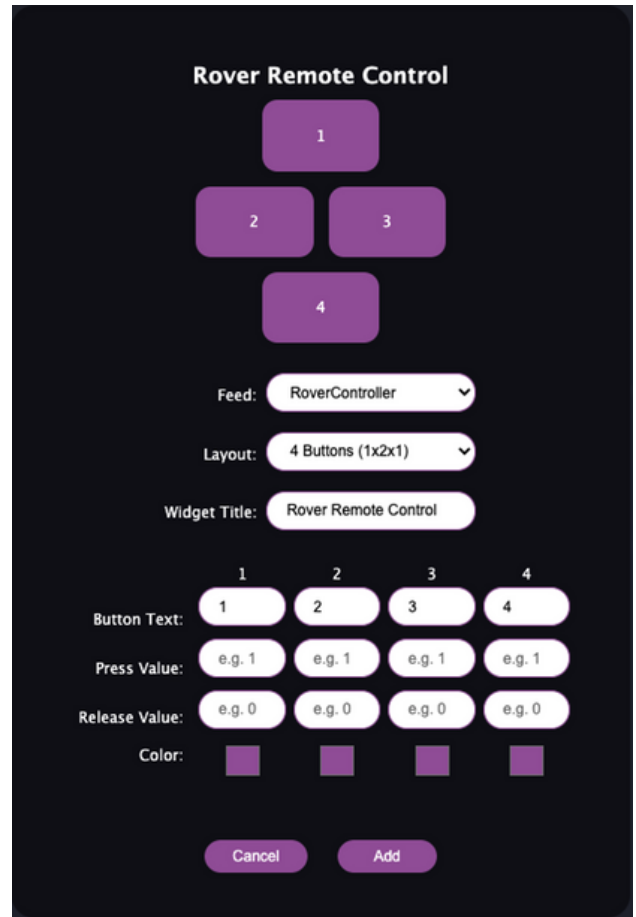 Rover Remote Control
1
2 3
4
Feed: RoverController
Layout: 4 Buttons (1x2x1)
Widget Title: Rover Remote Control
1 2 3 4
Button Text: 1 2 3 4
Press Value: e.g. 1 e.g. 1 e.g. 1 e.g. 1
Release Value: e.g. 0 e.g. 0 e.g. 0 e.g. 0
Color:
Cancel Add